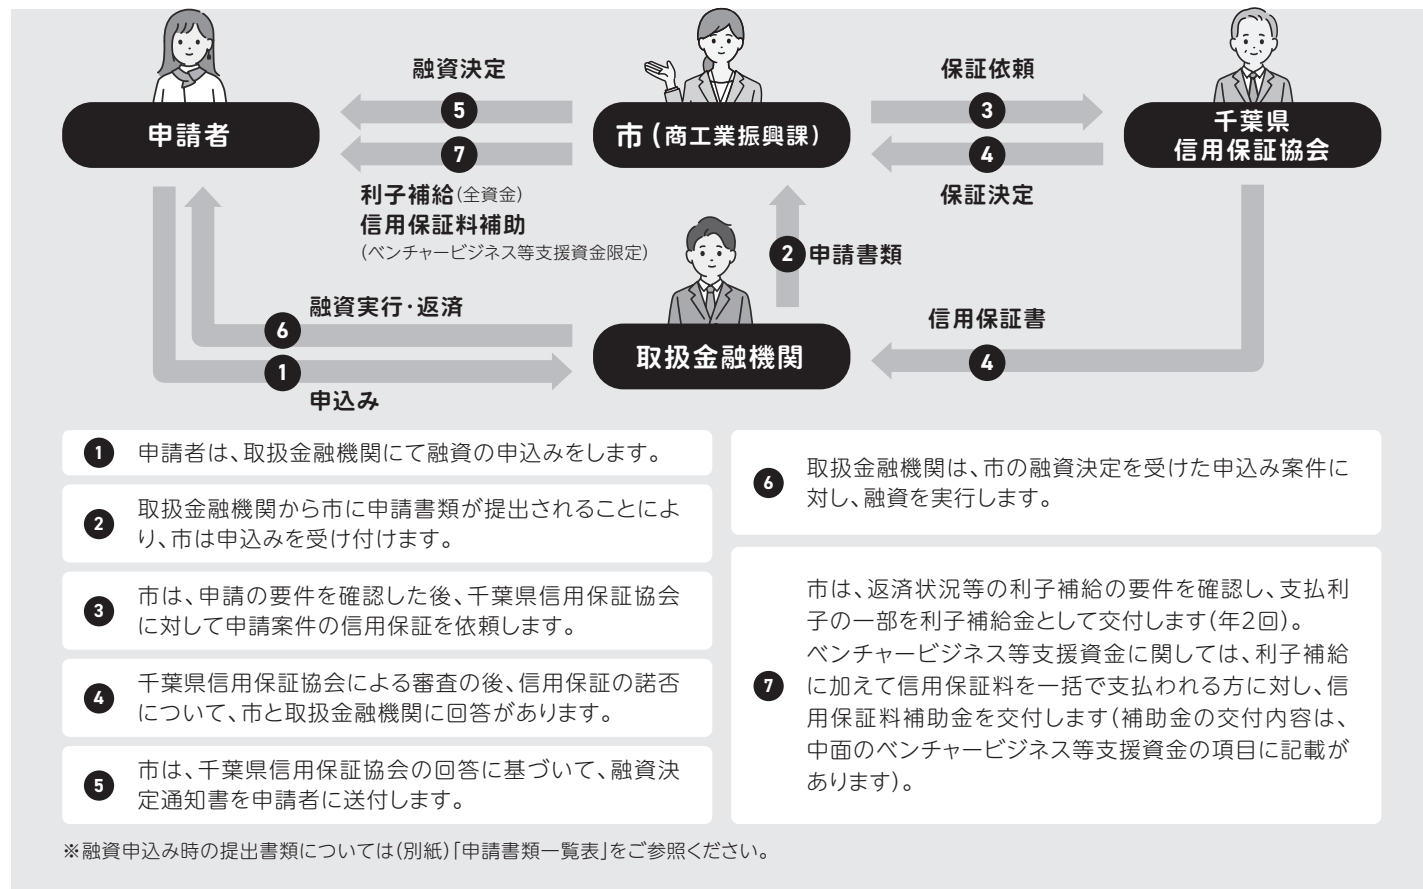 融資決定
5
7
利子補給(全資金)
信用保証料補助
(ベンチャービジネス等支援資金限定)
申請者
市(商工業振興課)
保証依頼
3
4
保証決定
千葉県
信用保証協会
2 申請書類
融資実行・返済
6
1
申込み
取扱金融機関
信用保証書
4
1 申請者は、取扱金融機関にて融資の申込みをします。
2 取扱金融機関から市に申請書類が提出されることによ
り、市は申込みを受け付けます。
3 市は、申請の要件を確認した後、千葉県信用保証協会
に対して申請案件の信用保証を依頼します。
4 千葉県信用保証協会による審査の後、信用保証の諾否
について、市と取扱金融機関に回答があります。
5 市は、千葉県信用保証協会の回答に基づいて、融資決
定通知書を申請者に送付します。
6 取扱金融機関は、市の融資決定を受けた申込み案件に
対し、融資を実行します。
7 市は、返済状況等の利子補給の要件を確認し、支払利
子の一部を利子補給金として交付します(年2回)。
ベンチャービジネス等支援資金に関しては、利子補給
に加えて信用保証料を一括で支払われる方に対し、信
用保証料補助金を交付します(補助金の交付内容は、
中面のベンチャービジネス等支援資金の項目に記載が
あります)。
※融資申込み時の提出書類については(別紙)「申請書類一覧表」をご参照ください。